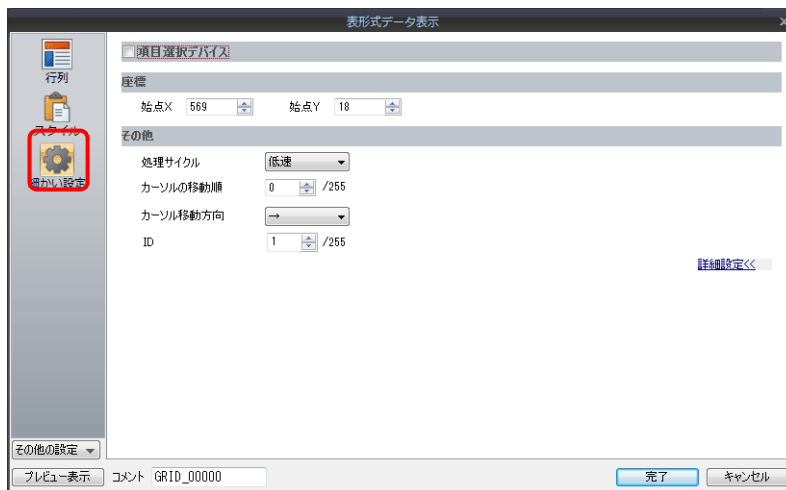 表形式データ表示
行列
スタイル
細かい設定
項目選択デバイス
座標
始点X 569 始点Y 18
その他
処理サイクル 低速
カーソルの移動順 0 /255
カーソル移動方向 →
ID 1 /255
詳細設定<<
その他の設定
プレビュー表示 コメント GRID_00000 完了 キャンセル